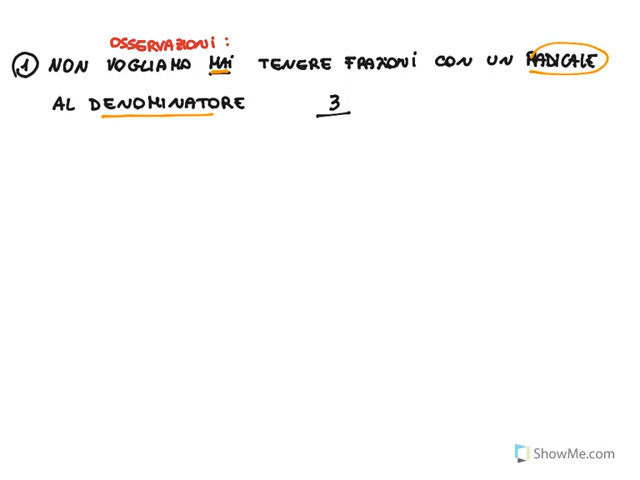 OSSERVAZIONI:
1 NON VOGLIAMO MAI TENERE FRAZIONI CON UN RADICALE
AL DENOMINATORE 3
ShowMe.com